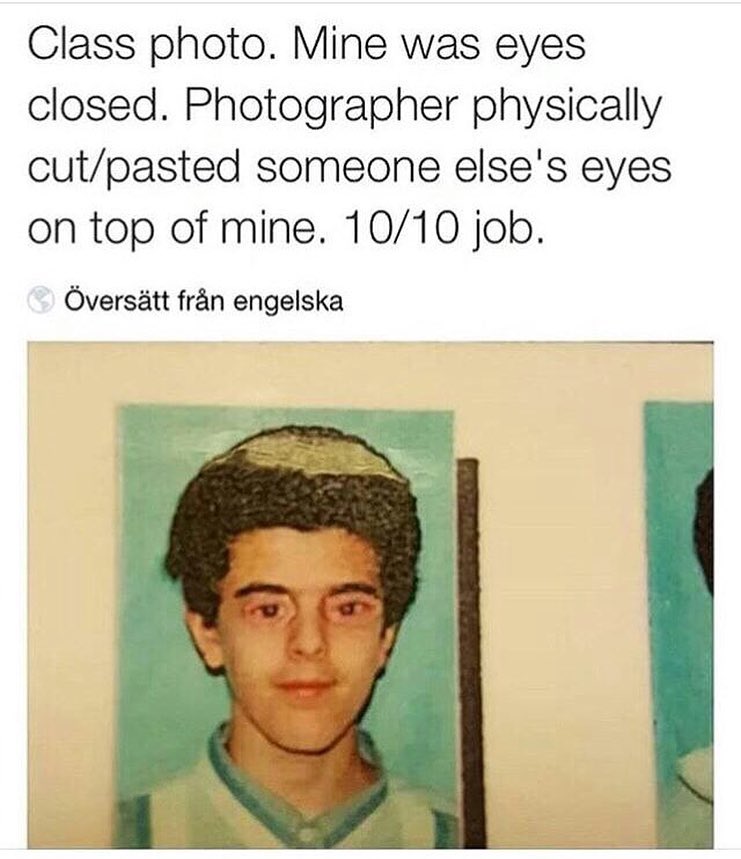 Class photo. Mine was eyes
closed. Photographer physically
cut/pasted someone else's eyes
on top of mine. 10/10 job.
Översätt från engelska